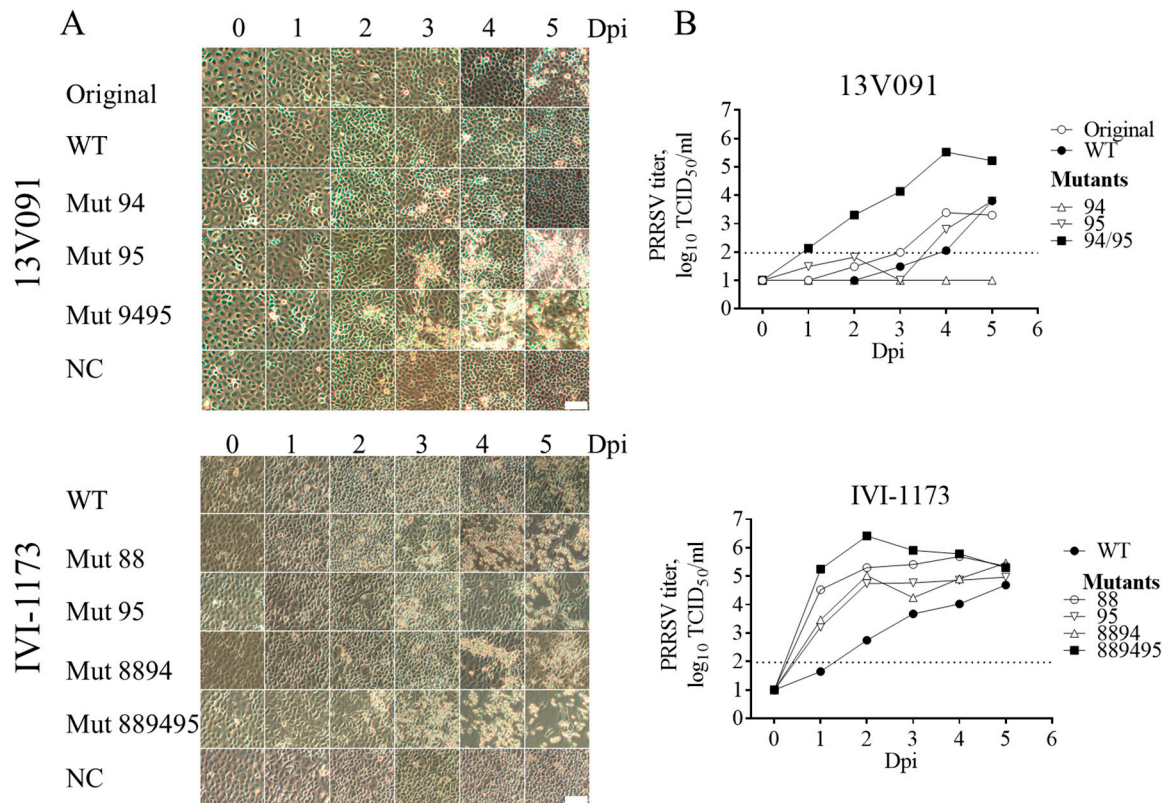 A
0 1 2 3 4 5 Dpi
13V091
Original
WT
Mut 94
Mut 95
Mut 9495
NC
0 1 2 3 4 5 Dpi
IVI-1173
WT
Mut 88
Mut 95
Mut 8894
Mut 889495
NC
B
13V091
PRRSV titer,
log10 TCID50/ml
7
6
5
4
3
2
1
0
0 1 2 3 4 5 6
Dpi
Original
WT
Mutants
94
95
94/95
IVI-1173
PRRSV titer,
log10 TCID50/ml
7
6
5
4
3
2
1
0
0 1 2 3 4 5 6
Dpi
WT
Mutants
88
95
8894
889495